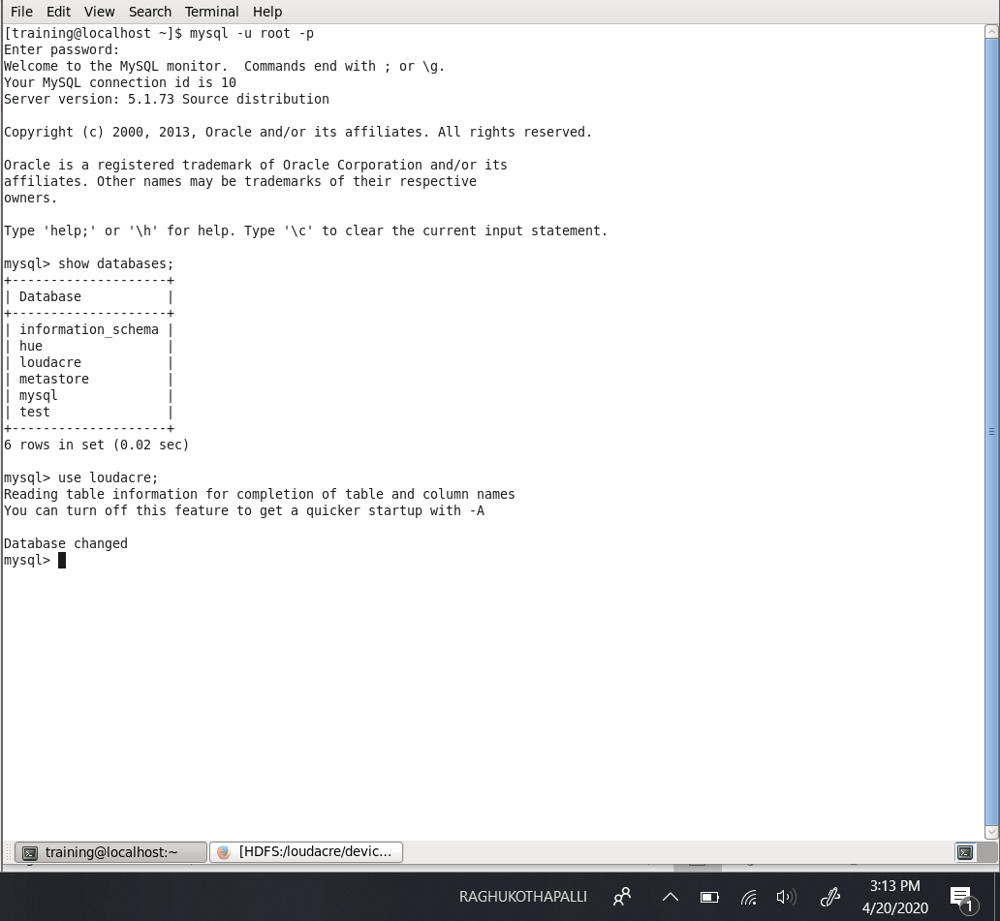 File Edit View Search Terminal Help
[training@localhost ~]$ mysql -u root -p
Enter password:
Welcome to the MySQL monitor.  Commands end with ; or \g.
Your MySQL connection id is 10
Server version: 5.1.73 Source distribution
Copyright (c) 2000, 2013, Oracle and/or its affiliates. All rights reserved.
Oracle is a registered trademark of Oracle Corporation and/or its
affiliates. Other names may be trademarks of their respective
owners.
Type 'help;' or '\h' for help. Type '\c' to clear the current input statement.
mysql> show databases;
+--------------------+
| Database           |
+--------------------+
| information_schema |
| hue                |
| loudacre           |
| metastore          |
| mysql              |
| test               |
+--------------------+
6 rows in set (0.02 sec)
mysql> use loudacre;
Reading table information for completion of table and column names
You can turn off this feature to get a quicker startup with -A
Database changed
mysql>
training@localhost:~ [HDFS:/loudacre/devic...
RAGHUKOTHAPALLI 3:13 PM
4/20/2020 1